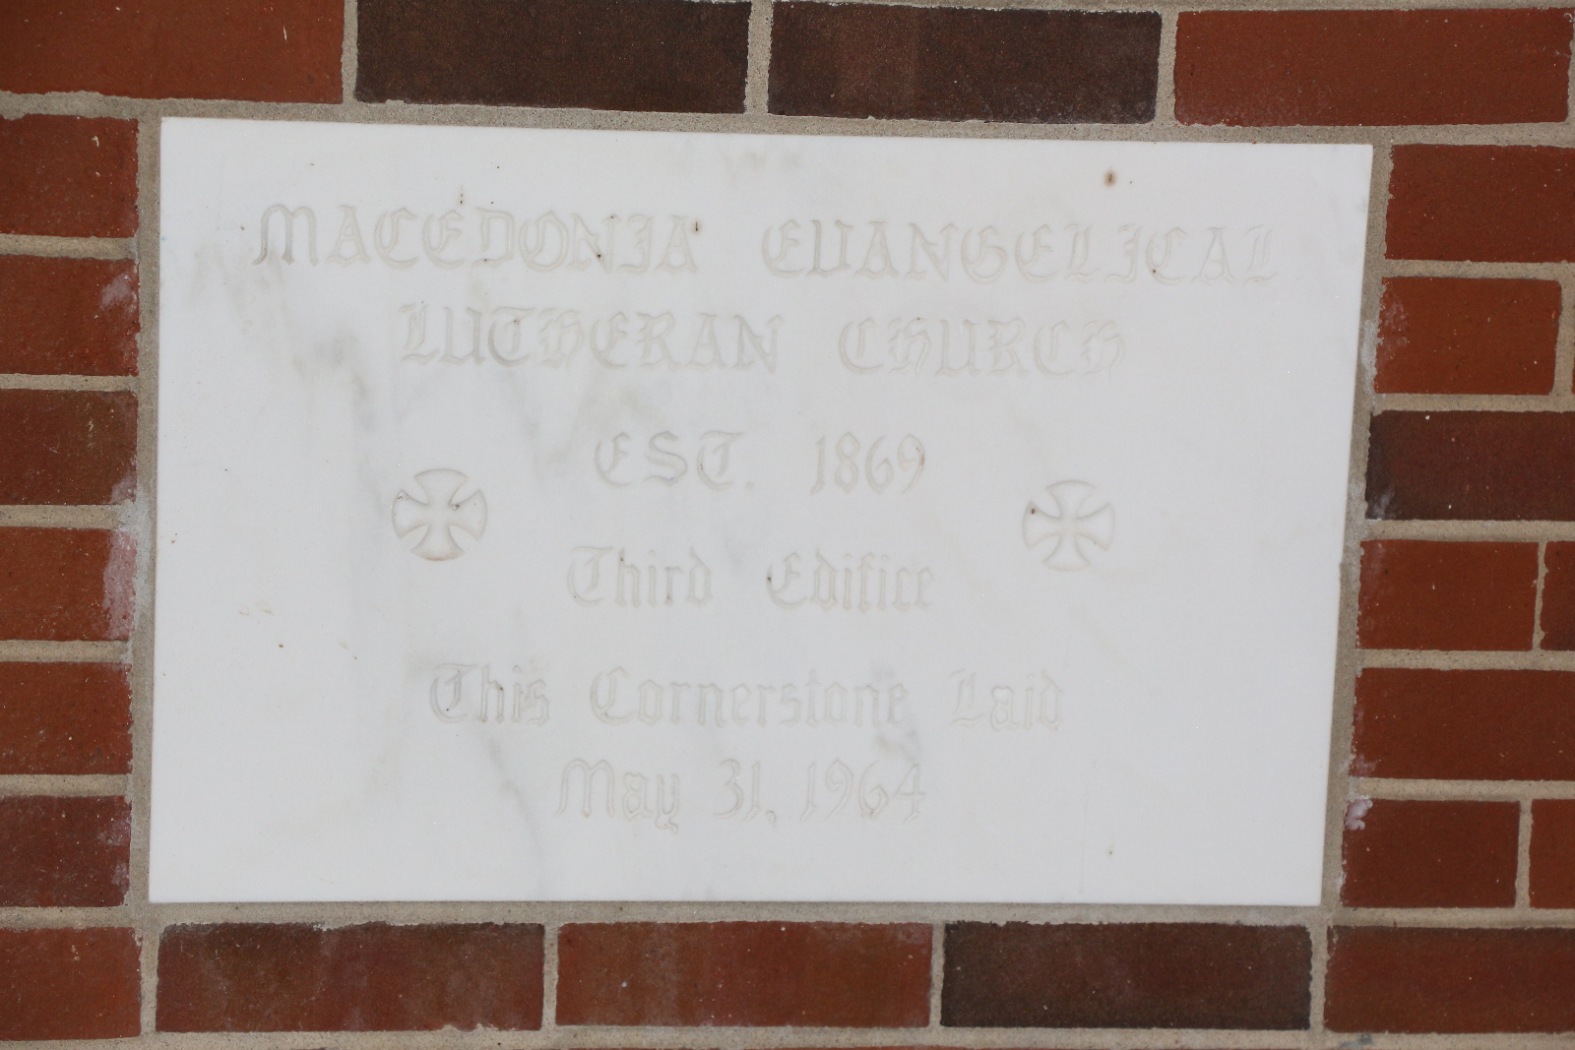 MACEDONIA EVANGELICAL
LUTHERAN CHURCH
EST. 1869
Third Edifice
This Cornerstone Laid
May 31, 1964